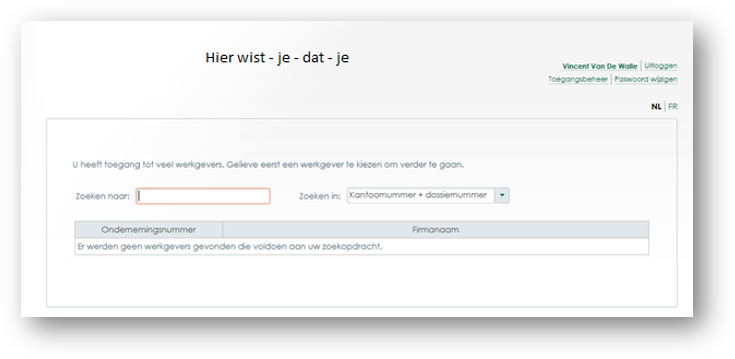 Hier wist - je - dat - je
Vincent Van De Walle | Uitloggen
Toegangsbeheer | Paswoord wijzigen
NL | FR
U heeft toegang tot veel werkgevers. Gelieve eerst een werkgever te kiezen om verder te gaan.
Zoeken naar: Zoeken in: Kantoornummer + dossiernummer
Ondernemingsnummer Firmanaam
Er werden geen werkgevers gevonden die voldoen aan uw zoekopdracht.